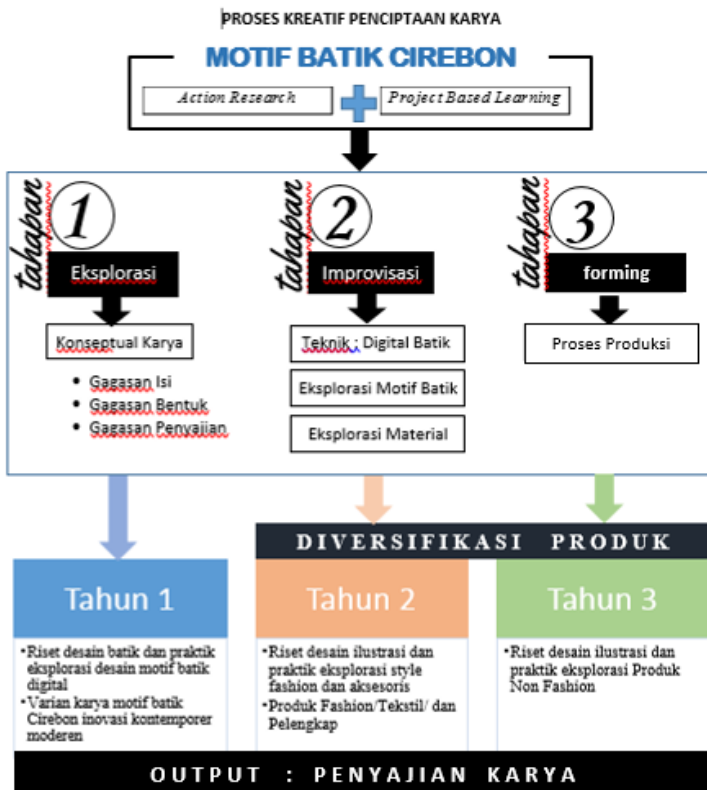 PROSES KREATIF PENCIPTAAN KARYA
MOTIF BATIK CIREBON
Action Research
Project Based Learning
tahapan
1
Eksplorasi
Konseptual Karya
• Gagasan Isi
• Gagasan Bentuk
• Gagasan Penyajian
tahapan
2
Improvisasi
Teknik : Digital Batik
Eksplorasi Motif Batik
Eksplorasi Material
tahapan
3
forming
Proses Produksi
DIVERSIFIKASI PRODUK
Tahun 1
•Riset desain batik dan praktik
eksplorasi desain motif batik
digital
•Varian karya motif batik
Cirebon inovasi kontemporer
moderen
Tahun 2
•Riset desain ilustrasi dan
praktik eksplorasi style
fashion dan aksesoris
•Produk Fashion/Tekstil/ dan
Pelengkap
Tahun 3
•Riset desain ilustrasi dan
praktik eksplorasi Produk
Non Fashion
OUTPUT : PENYAJIAN KARYA